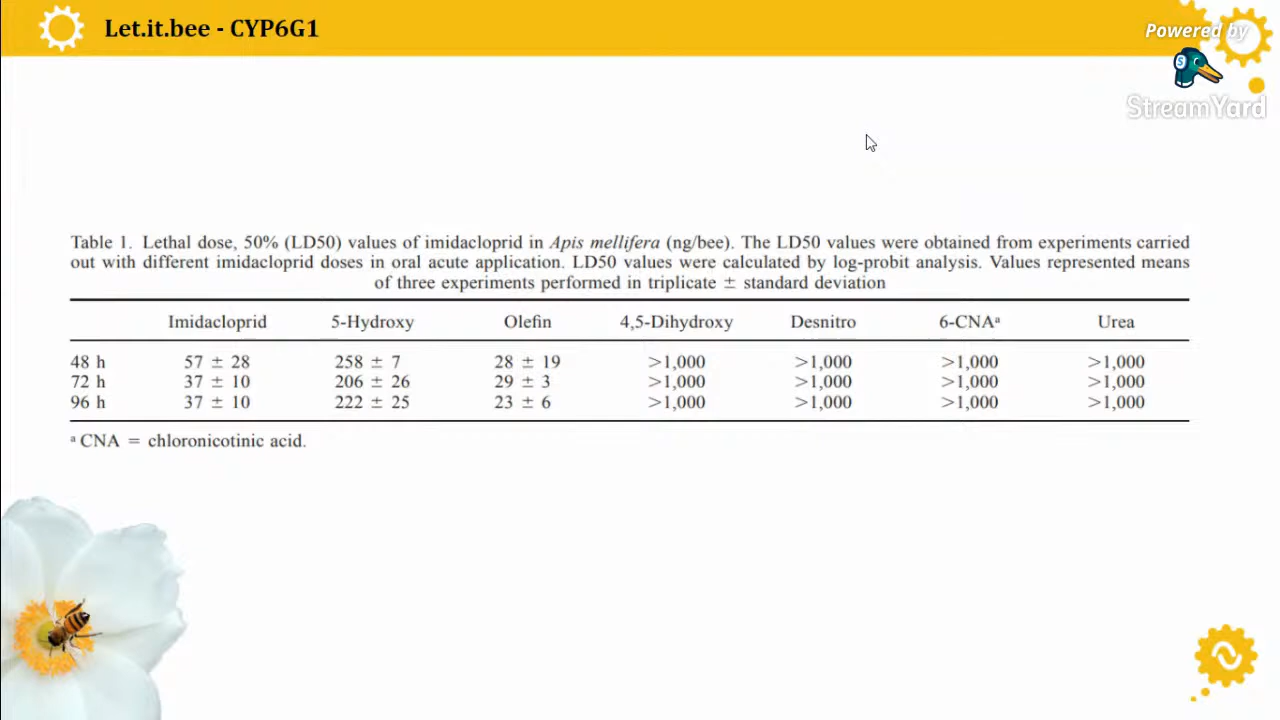 Let.it.bee - CYP6G1
Powered by
S
StreamYard
Table 1. Lethal dose, 50% (LD50) values of imidacloprid in Apis mellifera (ng/bee). The LD50 values were obtained from experiments carried
out with different imidacloprid doses in oral acute application. LD50 values were calculated by log-probit analysis. Values represented means
of three experiments performed in triplicate ± standard deviation
Imidacloprid 5-Hydroxy Olefin 4,5-Dihydroxy Desnitro 6-CNAᵃ Urea
48 h 57 ± 28 258 ± 7 28 ± 19 >1,000 >1,000 >1,000 >1,000
72 h 37 ± 10 206 ± 26 29 ± 3 >1,000 >1,000 >1,000 >1,000
96 h 37 ± 10 222 ± 25 23 ± 6 >1,000 >1,000 >1,000 >1,000
ᵃ CNA = chloronicotinic acid.